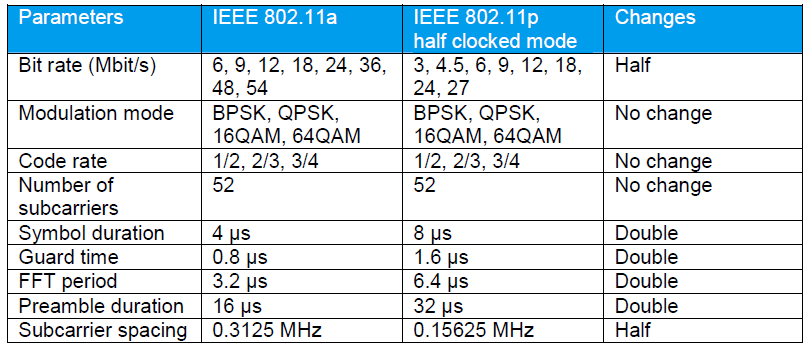 Parameters IEEE 802.11a IEEE 802.11p Changes
half clocked mode
Bit rate (Mbit/s) 6, 9, 12, 18, 24, 36, 3, 4.5, 6, 9, 12, 18, Half
48, 54 24, 27
Modulation mode BPSK, QPSK, BPSK, QPSK, No change
16QAM, 64QAM 16QAM, 64QAM
Code rate 1/2, 2/3, 3/4 1/2, 2/3, 3/4 No change
Number of 52 52 No change
subcarriers
Symbol duration 4 µs 8 µs Double
Guard time 0.8 µs 1.6 µs Double
FFT period 3.2 µs 6.4 µs Double
Preamble duration 16 µs 32 µs Double
Subcarrier spacing 0.3125 MHz 0.15625 MHz Half